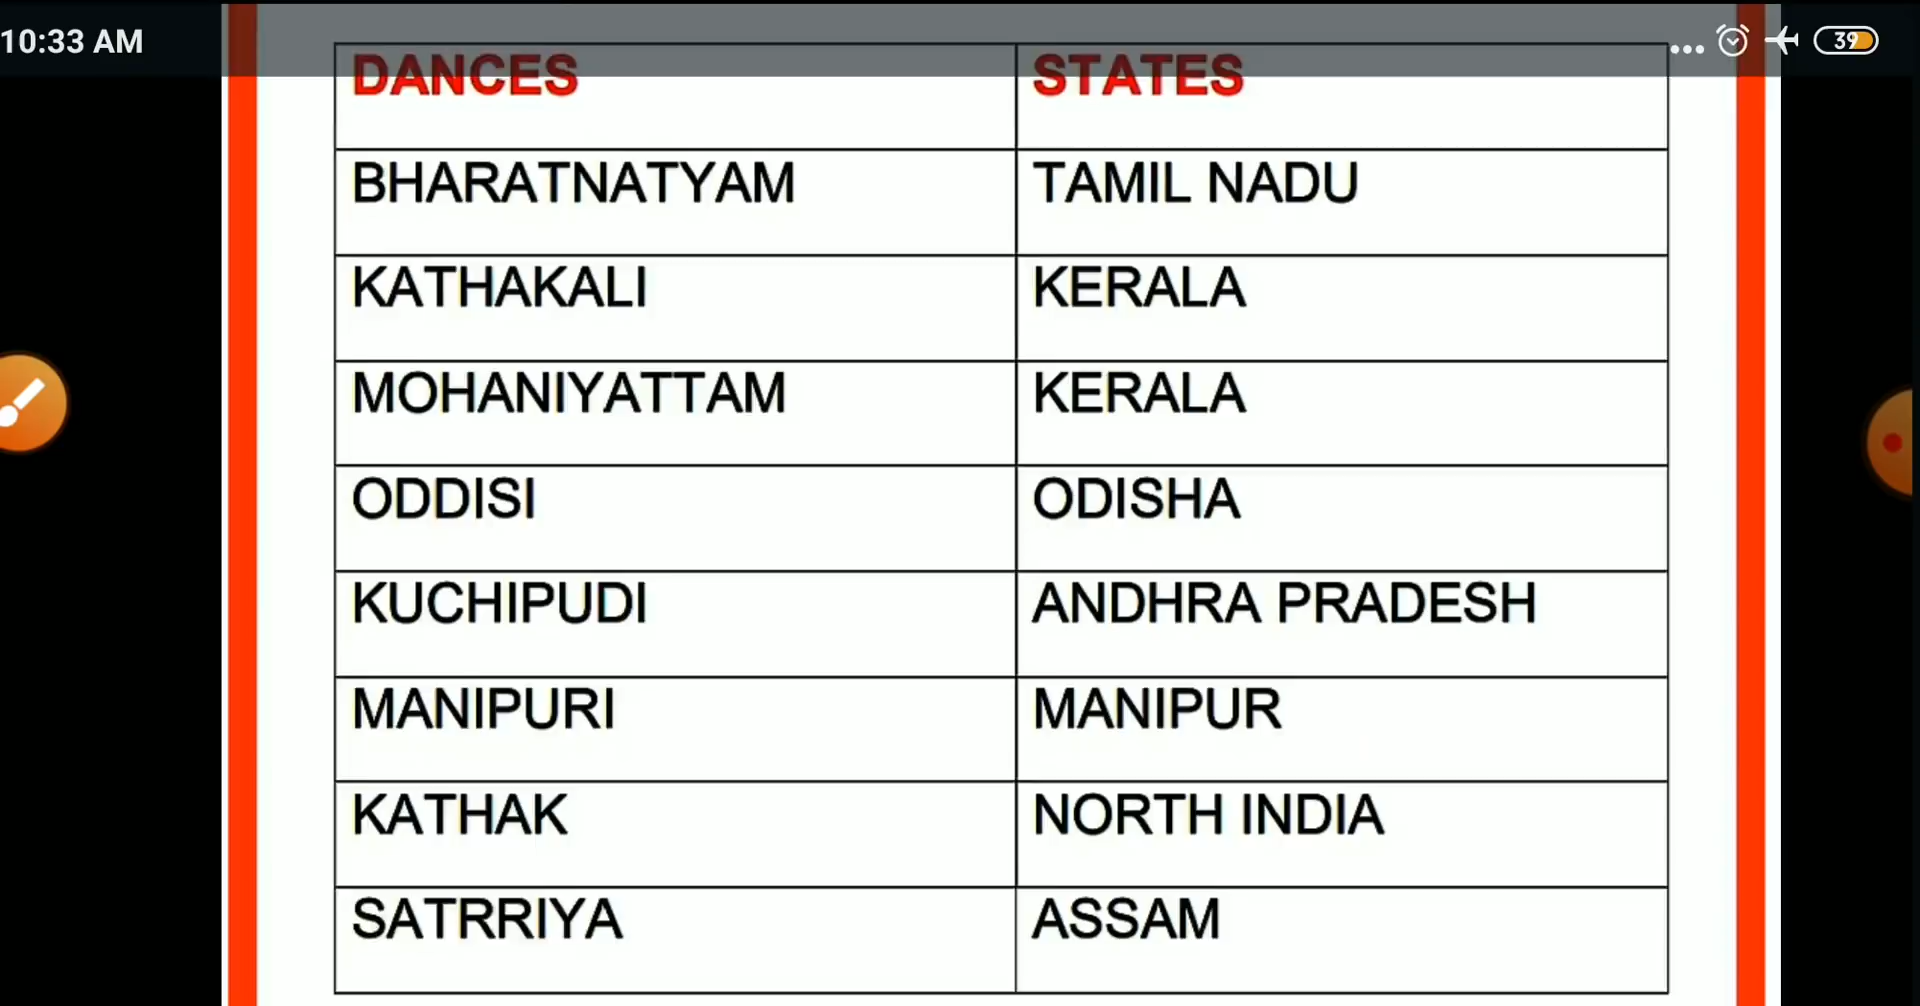 10:33 AM
39
DANCES STATES
BHARATNATYAM TAMIL NADU
KATHAKALI KERALA
MOHANIYATTAM KERALA
ODDISI ODISHA
KUCHIPUDI ANDHRA PRADESH
MANIPURI MANIPUR
KATHAK NORTH INDIA
SATRRIYA ASSAM